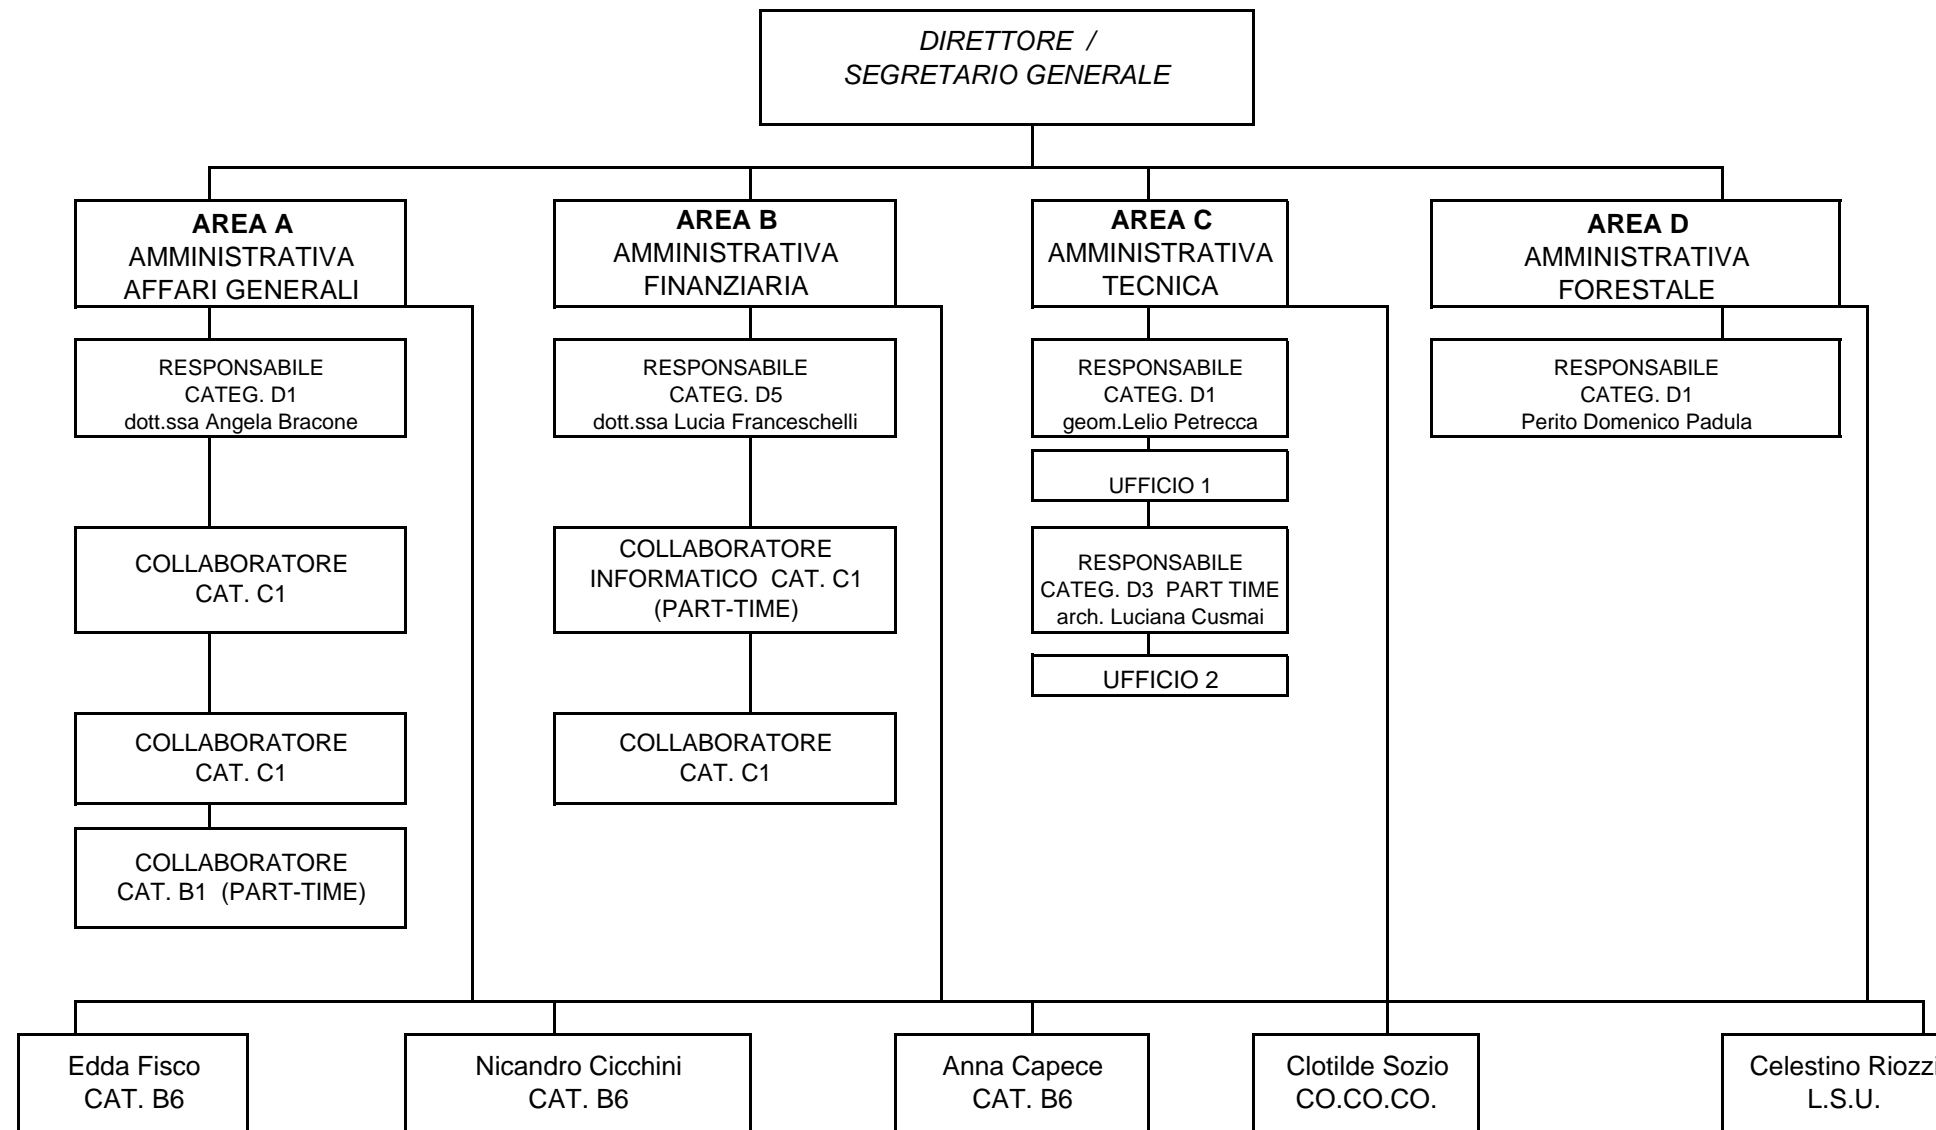 DIRETTORE /
SEGRETARIO GENERALE
AREA A
AMMINISTRATIVA
AFFARI GENERALI
AREA B
AMMINISTRATIVA
FINANZIARIA
AREA C
AMMINISTRATIVA
TECNICA
AREA D
AMMINISTRATIVA
FORESTALE
RESPONSABILE
CATEG. D1
dott.ssa Angela Bracone
RESPONSABILE
CATEG. D5
dott.ssa Lucia Franceschelli
RESPONSABILE
CATEG. D1
geom.Lelio Petrecca
RESPONSABILE
CATEG. D1
Perito Domenico Padula
UFFICIO 1
COLLABORATORE
CAT. C1
COLLABORATORE
INFORMATICO CAT. C1
(PART-TIME)
RESPONSABILE
CATEG. D3 PART TIME
arch. Luciana Cusmai
UFFICIO 2
COLLABORATORE
CAT. C1
COLLABORATORE
CAT. C1
COLLABORATORE
CAT. B1 (PART-TIME)
Edda Fisco
CAT. B6
Nicandro Cicchini
CAT. B6
Anna Capece
CAT. B6
Clotilde Sozio
CO.CO.CO.
Celestino Riozzi
L.S.U.